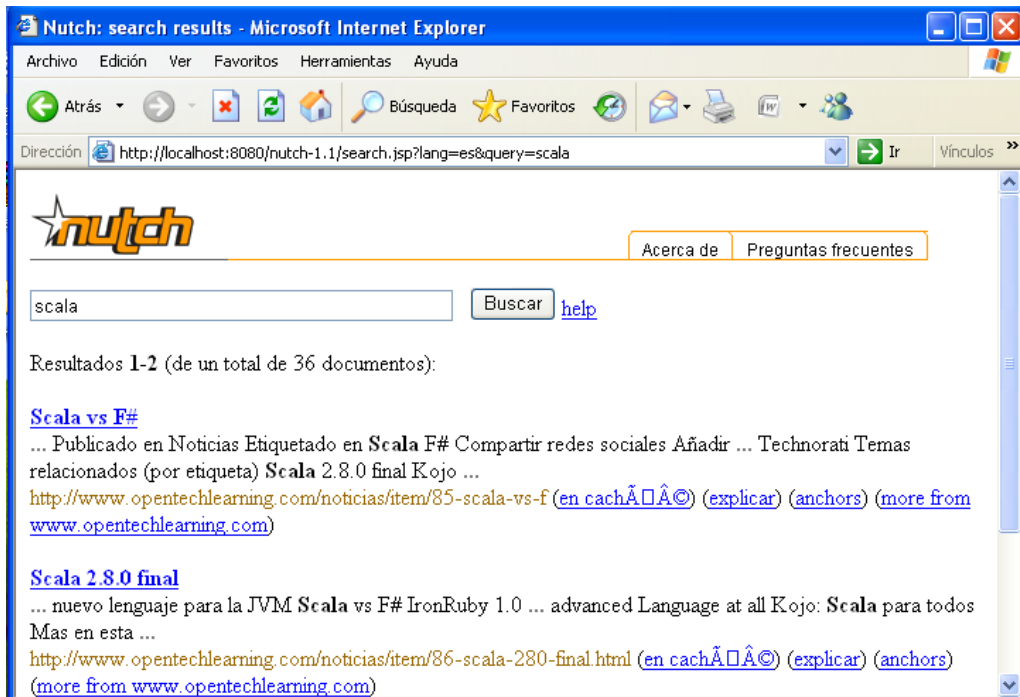 Nutch: search results - Microsoft Internet Explorer
Archivo Edición Ver Favoritos Herramientas Ayuda
Atrás Búsqueda Favoritos
Dirección http://localhost:8080/nutch-1.1/search.jsp?lang=es&query=scala Ir Vínculos »
nutch
Acerca de Preguntas frecuentes
scala Buscar help
Resultados 1-2 (de un total de 36 documentos):
Scala vs F#
... Publicado en Noticias Etiquetado en Scala F# Compartir redes sociales Añadir ... Technorati Temas
relacionados (por etiqueta) Scala 2.8.0 final Kojo ...
http://www.opentechlearning.com/noticias/item/85-scala-vs-f (en cachÃ□Â©) (explicar) (anchors) (more from
www.opentechlearning.com)
Scala 2.8.0 final
... nuevo lenguaje para la JVM Scala vs F# IronRuby 1.0 ... advanced Language at all Kojo: Scala para todos
Mas en esta ...
http://www.opentechlearning.com/noticias/item/86-scala-280-final.html (en cachÃ□Â©) (explicar) (anchors)
(more from www.opentechlearning.com)